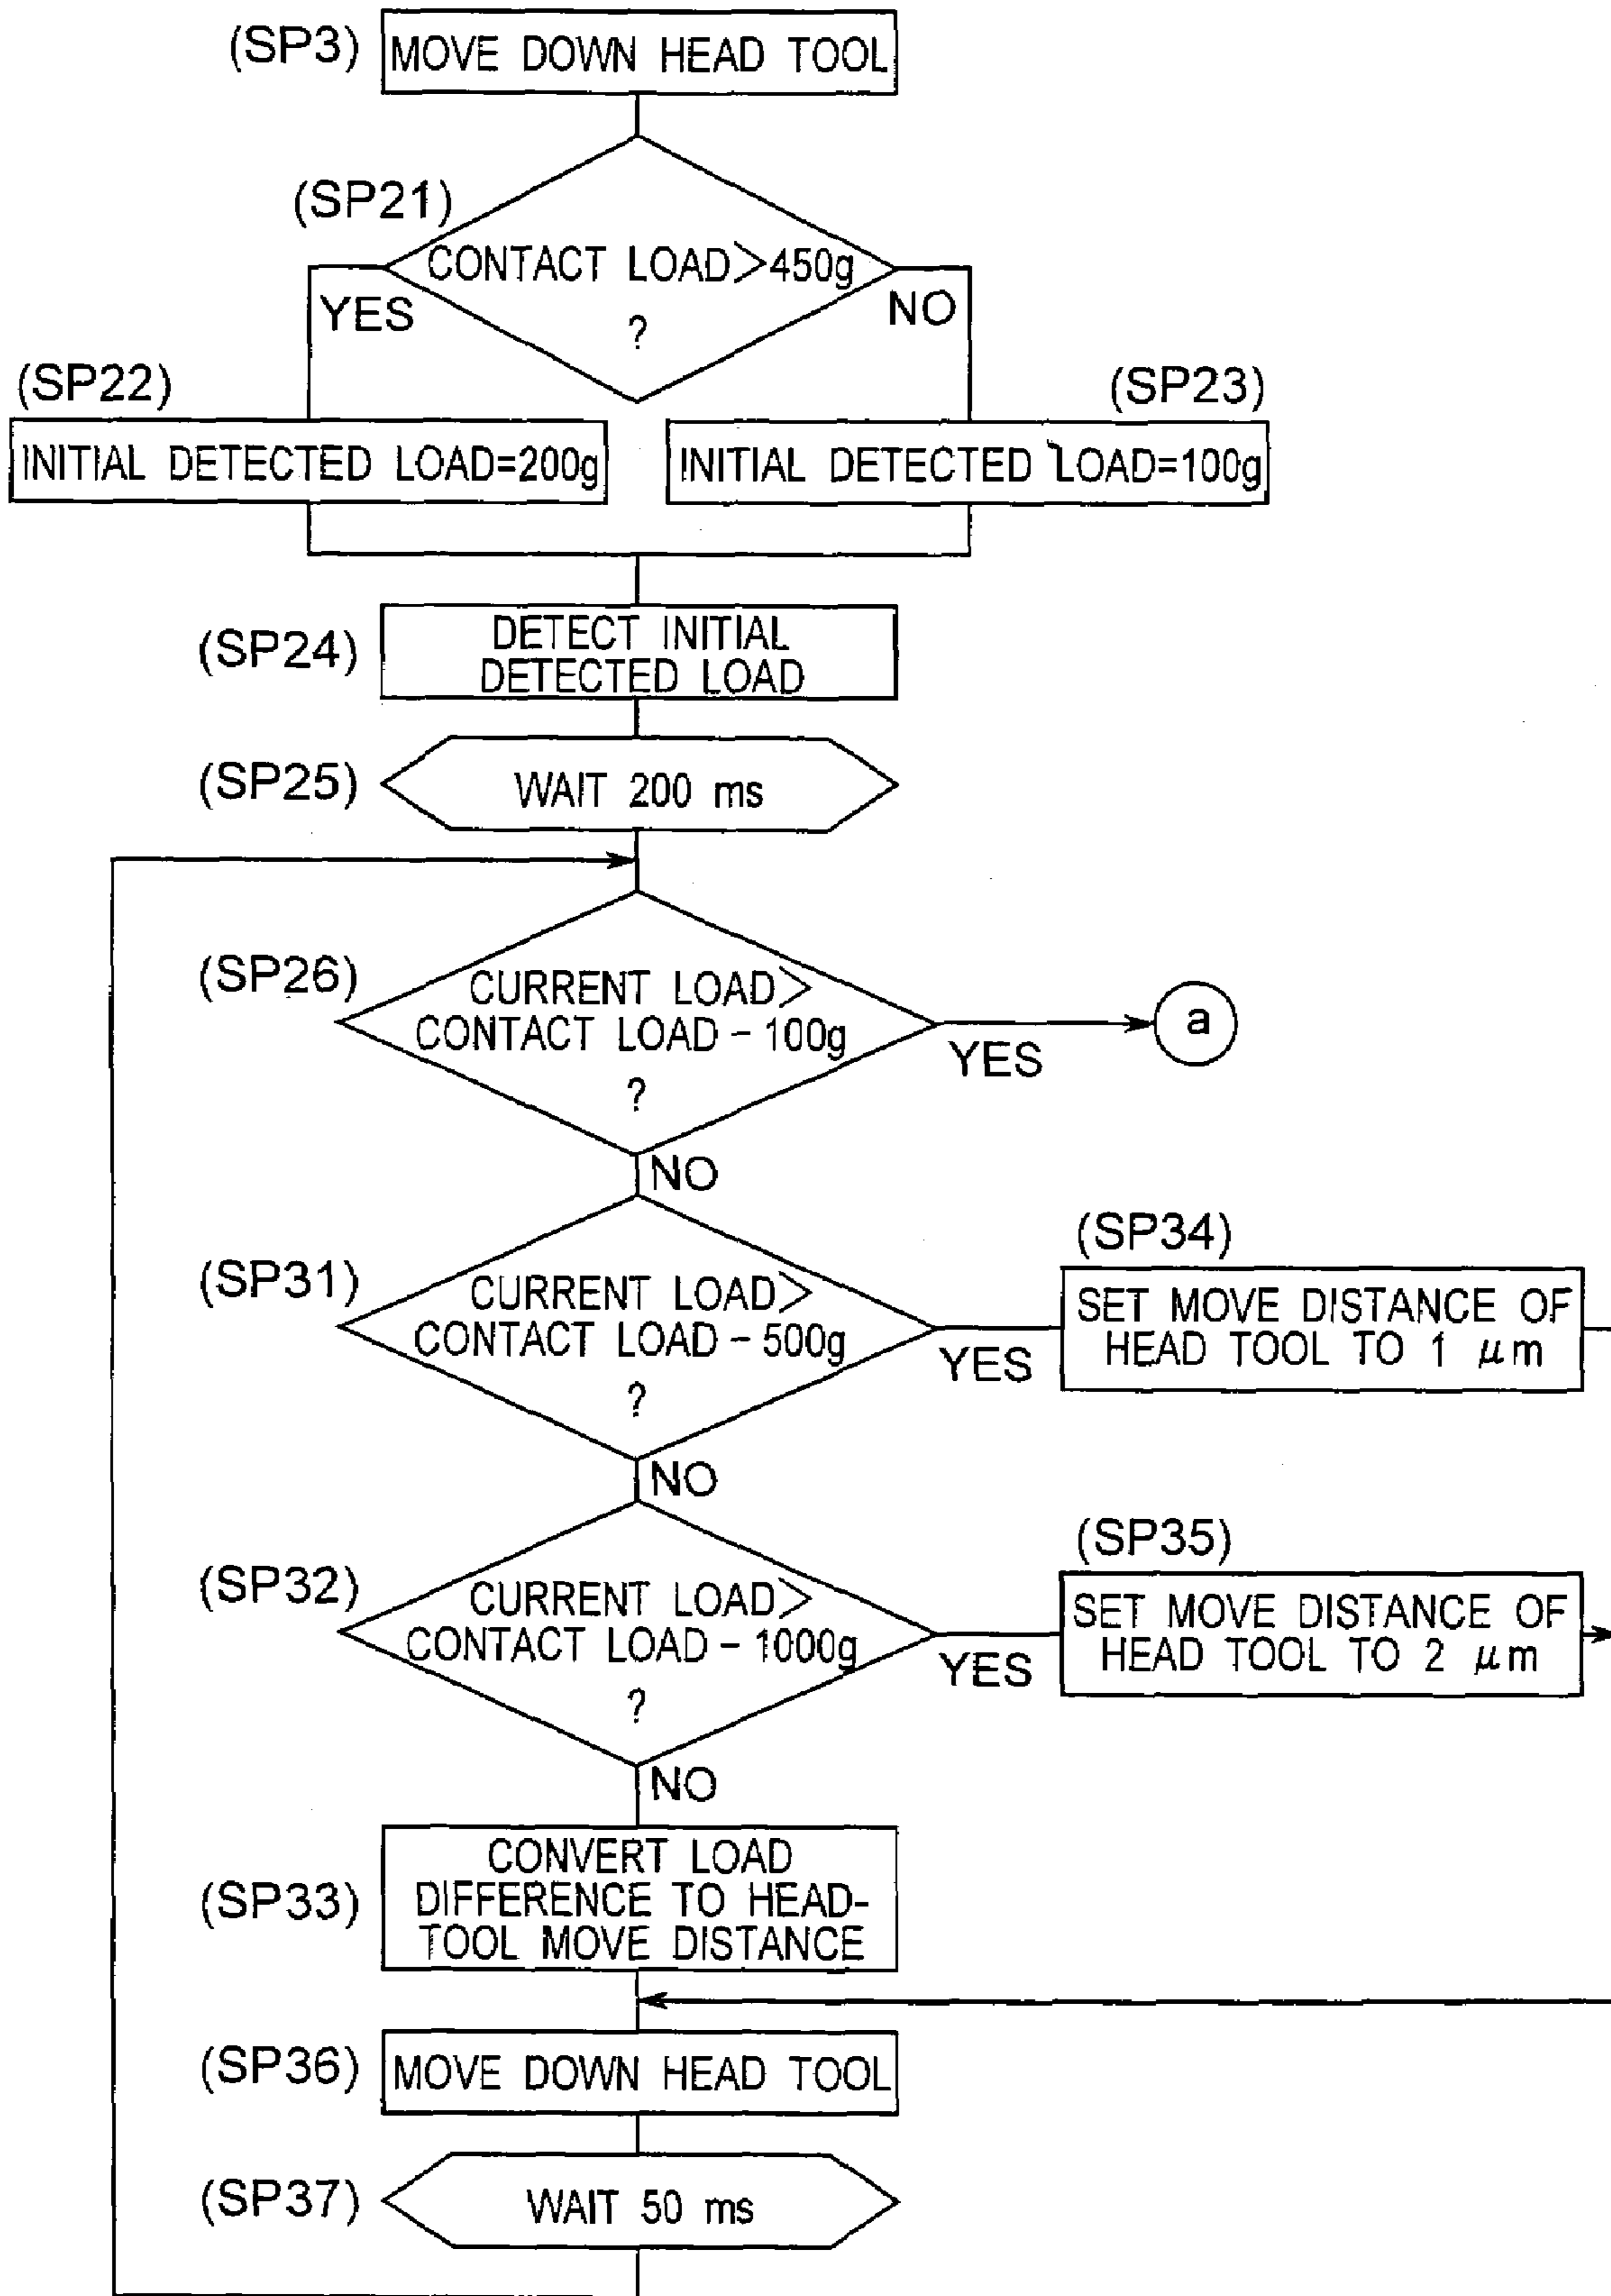 (SP3)
MOVE DOWN HEAD TOOL
(SP21)
CONTACT LOAD>450g
?
YES
NO
(SP22)
INITIAL DETECTED LOAD=200g
(SP23)
INITIAL DETECTED LOAD=100g
(SP24)
DETECT INITIAL
DETECTED LOAD
(SP25)
WAIT 200 ms
(SP26)
CURRENT LOAD>
CONTACT LOAD-100g
?
YES
a
NO
(SP31)
CURRENT LOAD>
CONTACT LOAD-500g
?
YES
(SP34)
SET MOVE DISTANCE OF
HEAD TOOL TO 1 μm
NO
(SP32)
CURRENT LOAD>
CONTACT LOAD-1000g
?
YES
(SP35)
SET MOVE DISTANCE OF
HEAD TOOL TO 2 μm
NO
(SP33)
CONVERT LOAD
DIFFERENCE TO HEAD-
TOOL MOVE DISTANCE
(SP36)
MOVE DOWN HEAD TOOL
(SP37)
WAIT 50 ms